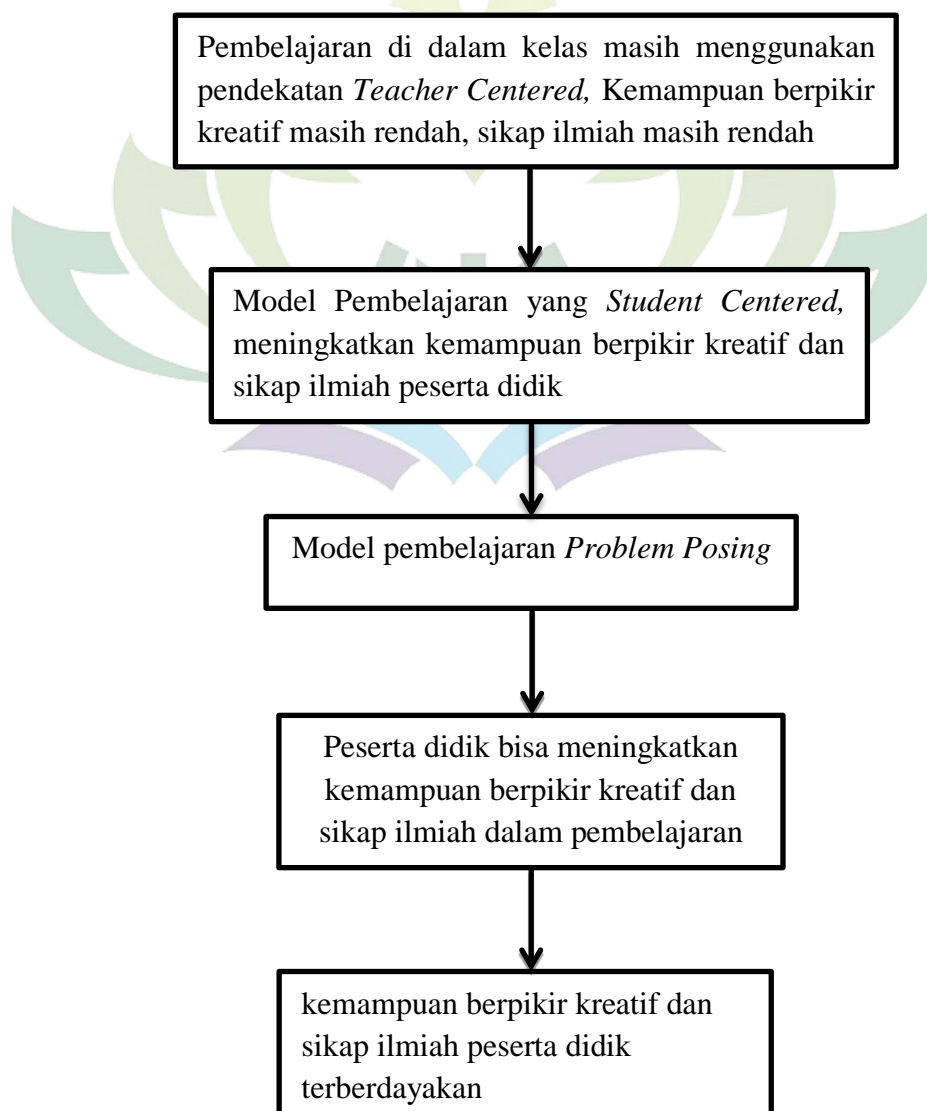 Pembelajaran di dalam kelas masih menggunakan
pendekatan Teacher Centered, Kemampuan berpikir
kreatif masih rendah, sikap ilmiah masih rendah
Model Pembelajaran yang Student Centered,
meningkatkan kemampuan berpikir kreatif dan
sikap ilmiah peserta didik
Model pembelajaran Problem Posing
Peserta didik bisa meningkatkan
kemampuan berpikir kreatif dan
sikap ilmiah dalam pembelajaran
kemampuan berpikir kreatif dan
sikap ilmiah peserta didik
terberdayakan